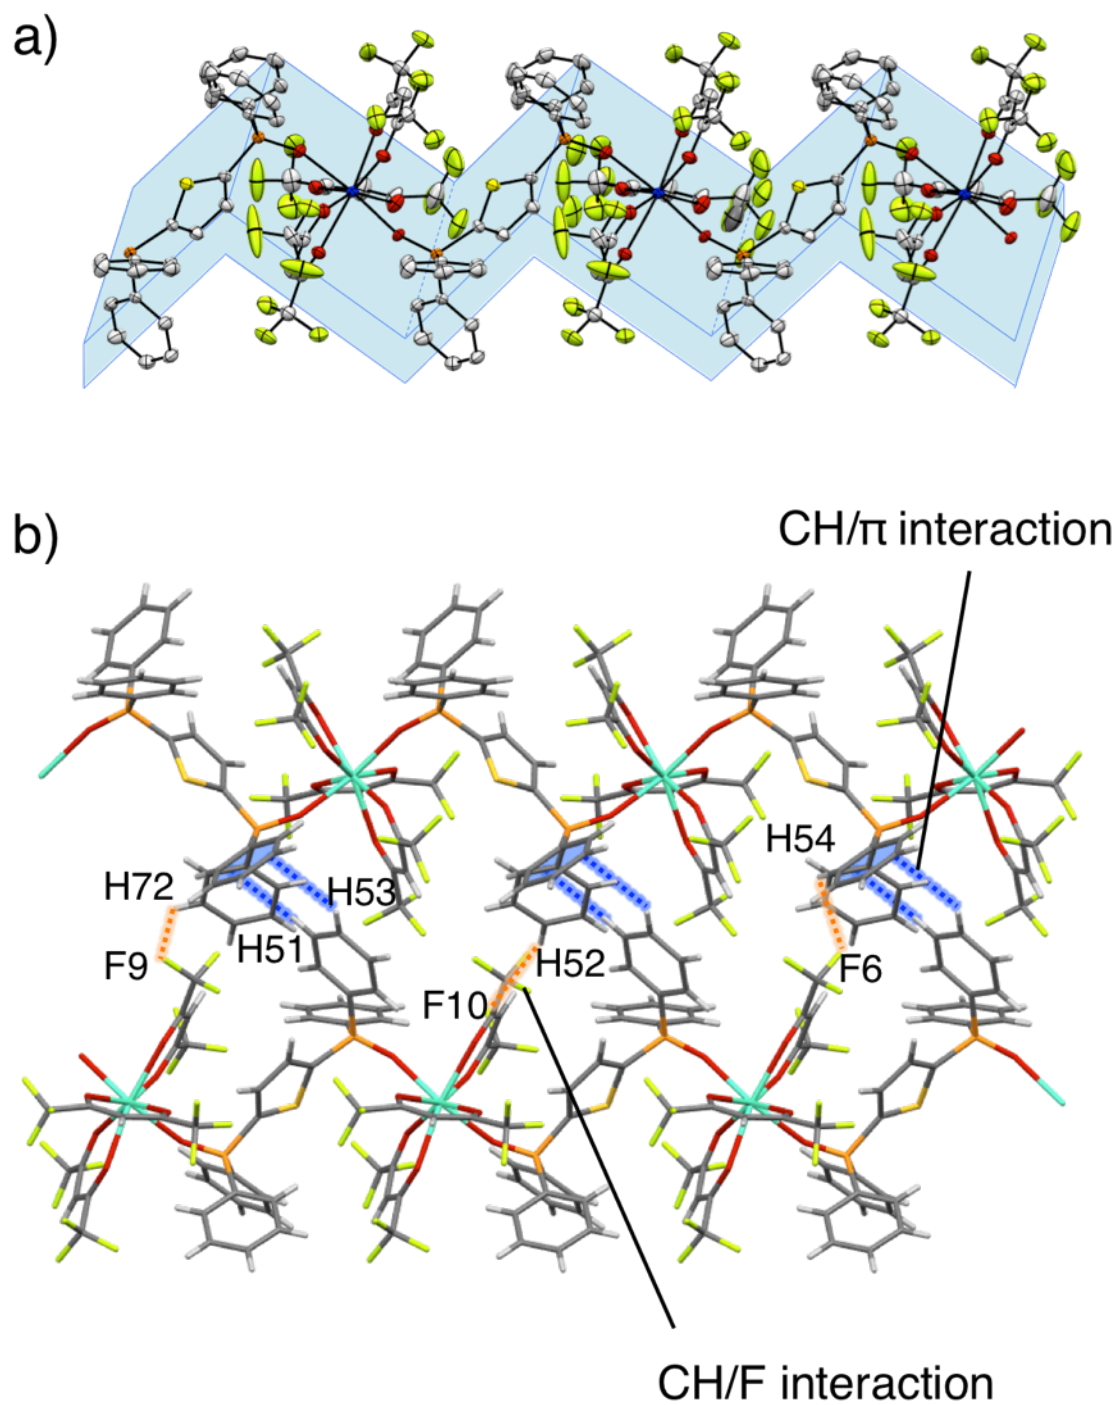 a)
b)
CH/π interaction
H54
H72
H53
H51
F9
H52
F6
F10
CH/F interaction